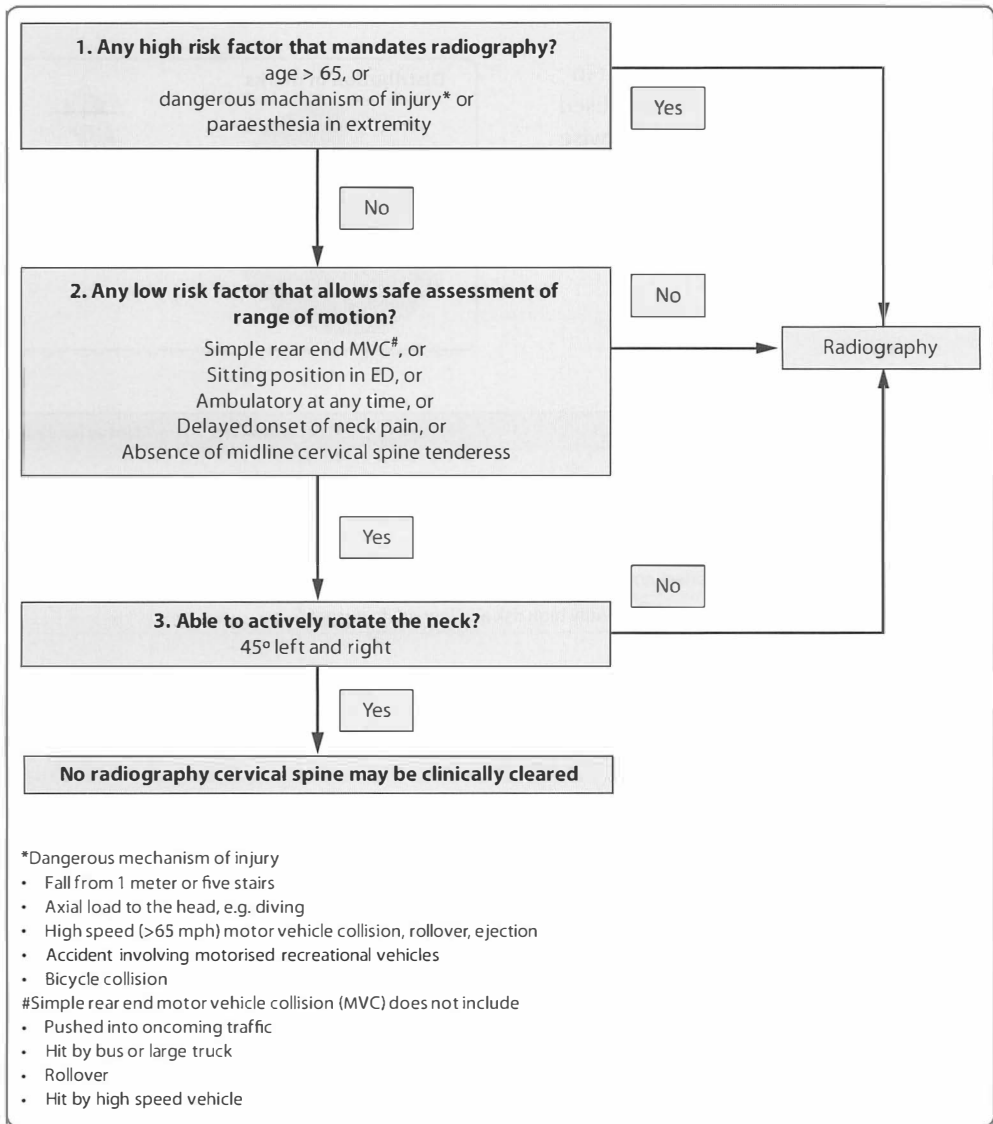 1. Any high risk factor that mandates radiography?
age > 65, or
dangerous machanism of injury* or
paraesthesia in extremity
Yes
No
2. Any low risk factor that allows safe assessment of
range of motion?
Simple rear end MVC#, or
Sitting position in ED, or
Ambulatory at any time, or
Delayed onset of neck pain, or
Absence of midline cervical spine tenderess
No
Radiography
Yes
3. Able to actively rotate the neck?
45º left and right
No
Yes
No radiography cervical spine may be clinically cleared
*Dangerous mechanism of injury
• Fall from 1 meter or five stairs
• Axial load to the head, e.g. diving
• High speed (>65 mph) motor vehicle collision, rollover, ejection
• Accident involving motorised recreational vehicles
• Bicycle collision
#Simple rear end motor vehicle collision (MVC) does not include
• Pushed into oncoming traffic
• Hit by bus or large truck
• Rollover
• Hit by high speed vehicle